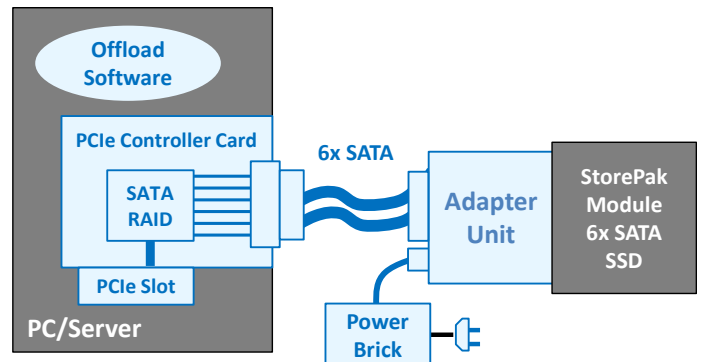 Offload
Software
PCIe Controller Card
SATA
RAID
PCIe Slot
PC/Server
6x SATA
Adapter
Unit
StorePak
Module
6x SATA
SSD
Power
Brick